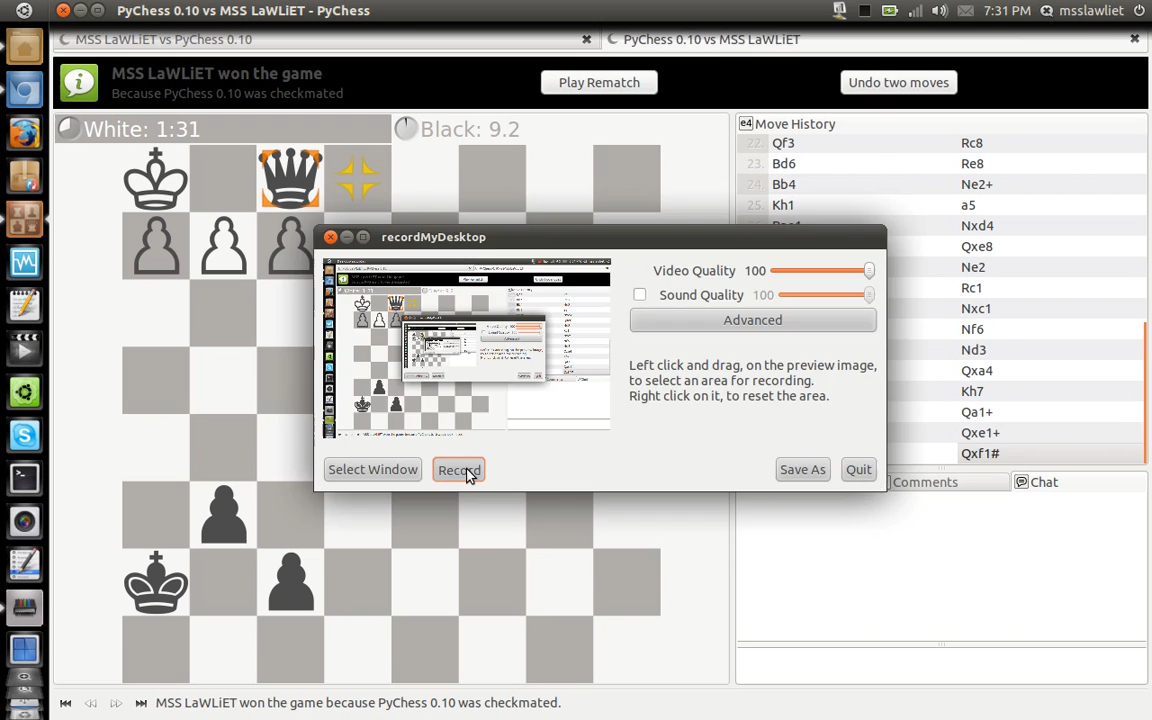 PyChess 0.10 vs MSS LaWLiET - PyChess
7:31 PM
msslawliet
MSS LaWLiET vs PyChess 0.10
PyChess 0.10 vs MSS LaWLiET
MSS LaWLiET won the game
Because PyChess 0.10 was checkmated
Play Rematch
Undo two moves
White: 1:31
Black: 9.2
e4 Move History
22. Qf3 Rc8
23. Bd6 Re8
24. Bb4 Ne2+
25. Kh1 a5
Nxd4
Qxe8
Ne2
Rc1
Nxc1
Nf6
Nd3
Qxa4
Kh7
Qa1+
Qxe1+
Qxf1#
recordMyDesktop
Video Quality 100
Sound Quality 100
Advanced
Left click and drag, on the preview image,
to select an area for recording.
Right click on it, to reset the area.
Select Window
Record
Save As
Quit
Comments
Chat
MSS LaWLiET won the game because PyChess 0.10 was checkmated.